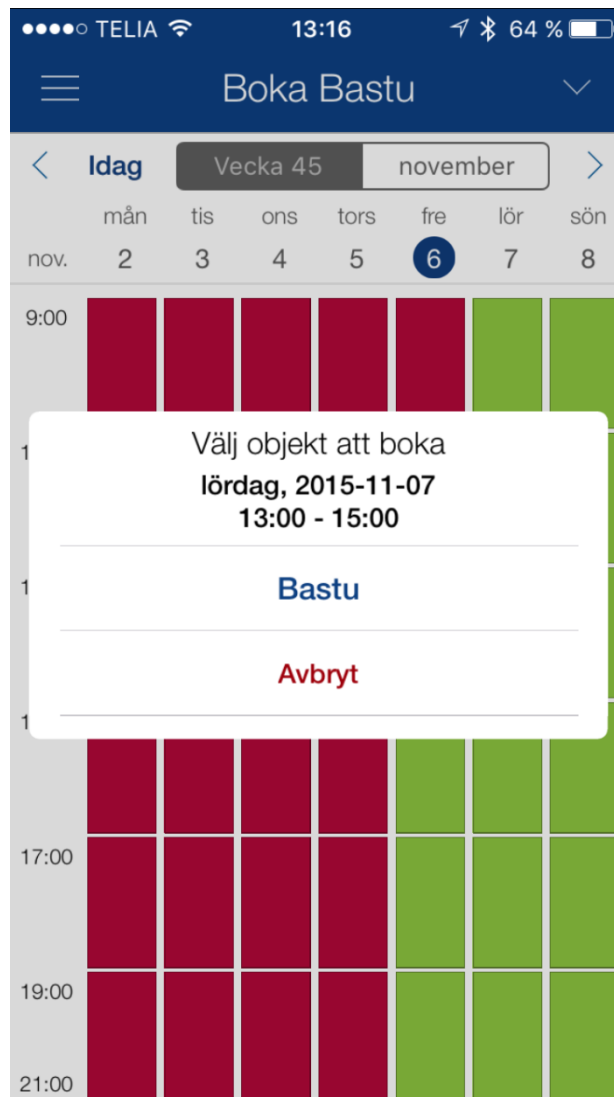 TELIA 13:16 64 %
Boka Bastu
Idag Vecka 45 november
mån tis ons tors fre lör sön
nov. 2 3 4 5 6 7 8
9:00
Välj objekt att boka
lördag, 2015-11-07
13:00 - 15:00
Bastu
Avbryt
17:00
19:00
21:00